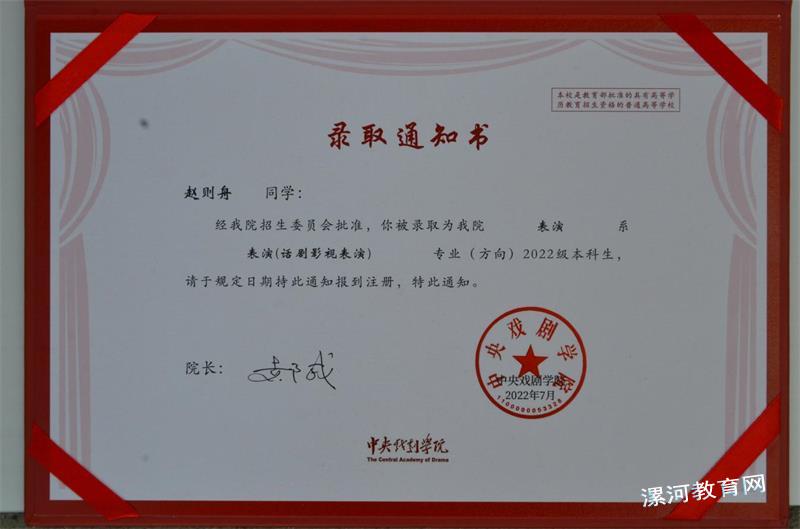 本校是教育部批准的具有高等学
历教育招生资格的普通高等学校
录取通知书
赵则舟 同学：
经我院招生委员会批准，你被录取为我院 表演 系
表演(话剧影视表演) 专业（方向）2022级本科生，
请于规定日期持此通知报到注册，特此通知。
院长：
中央戏剧学院
中央戏剧学院
2022年7月
1100000053328
中央戏剧学院
The Central Academy of Drama
漯河教育网